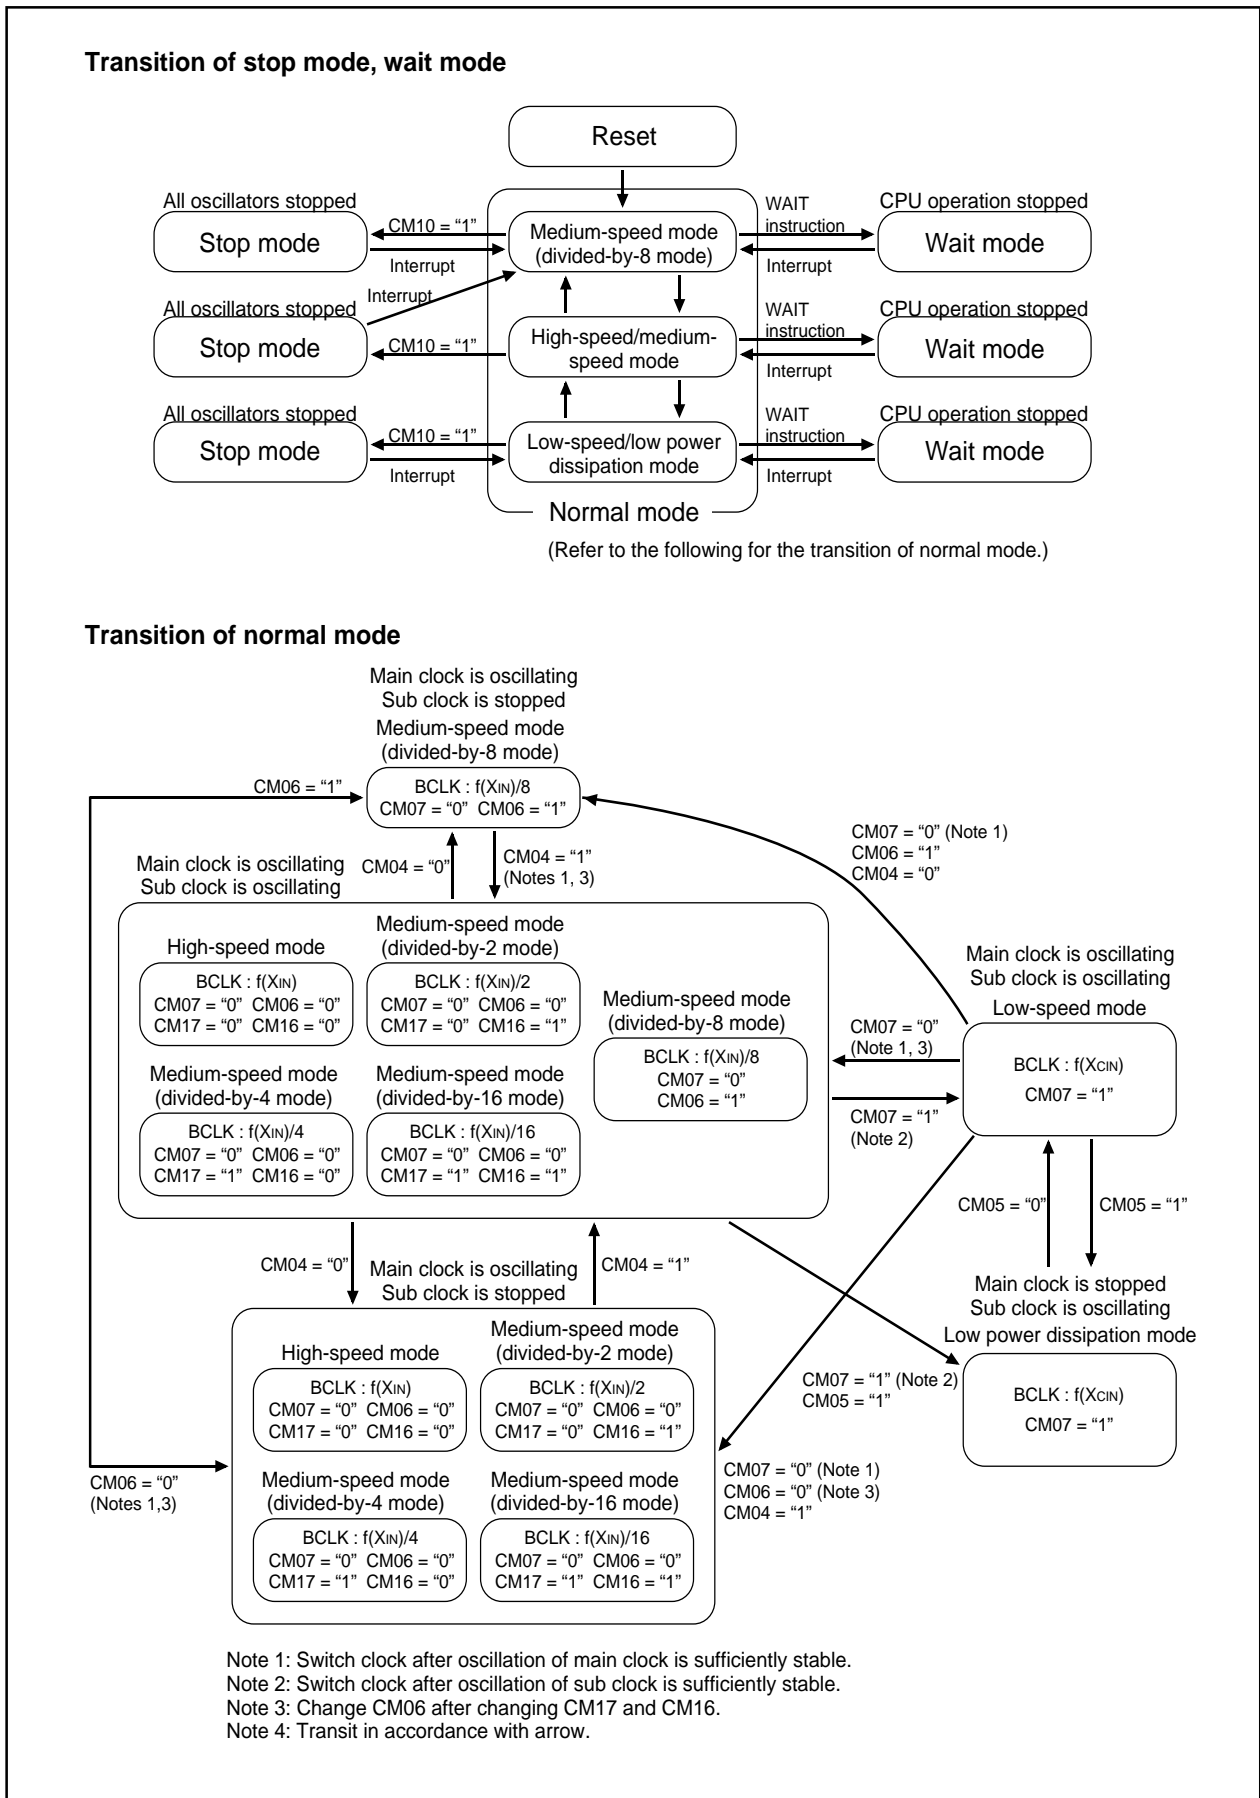 Transition of stop mode, wait mode
Reset
All oscillators stopped
Stop mode
CM10 = “1”
Interrupt
Medium-speed mode
(divided-by-8 mode)
WAIT
instruction
Interrupt
CPU operation stopped
Wait mode
Interrupt
All oscillators stopped
Stop mode
CM10 = “1”
High-speed/medium-
speed mode
WAIT
instruction
Interrupt
CPU operation stopped
Wait mode
All oscillators stopped
Stop mode
CM10 = “1”
Interrupt
Low-speed/low power
dissipation mode
WAIT
instruction
Interrupt
CPU operation stopped
Wait mode
Normal mode
(Refer to the following for the transition of normal mode.)
Transition of normal mode
Main clock is oscillating
Sub clock is stopped
Medium-speed mode
(divided-by-8 mode)
CM06 = “1”
BCLK : f(XIN)/8
CM07 = “0” CM06 = “1”
CM07 = “0” (Note 1)
CM06 = “1”
CM04 = “0”
Main clock is oscillating
Sub clock is oscillating
CM04 = “0”
CM04 = “1”
(Notes 1, 3)
High-speed mode
BCLK : f(XIN)
CM07 = “0” CM06 = “0”
CM17 = “0” CM16 = “0”
Medium-speed mode
(divided-by-2 mode)
BCLK : f(XIN)/2
CM07 = “0” CM06 = “0”
CM17 = “0” CM16 = “1”
Medium-speed mode
(divided-by-8 mode)
BCLK : f(XIN)/8
CM07 = “0”
CM06 = “1”
Medium-speed mode
(divided-by-4 mode)
BCLK : f(XIN)/4
CM07 = “0” CM06 = “0”
CM17 = “1” CM16 = “0”
Medium-speed mode
(divided-by-16 mode)
BCLK : f(XIN)/16
CM07 = “0” CM06 = “0”
CM17 = “1” CM16 = “1”
CM07 = “0”
(Note 1, 3)
CM07 = “1”
(Note 2)
Main clock is oscillating
Sub clock is oscillating
Low-speed mode
BCLK : f(XCIN)
CM07 = “1”
CM05 = “0”
CM05 = “1”
Main clock is stopped
Sub clock is oscillating
Low power dissipation mode
BCLK : f(XCIN)
CM07 = “1”
CM07 = “1” (Note 2)
CM05 = “1”
CM04 = “0”
Main clock is oscillating
Sub clock is stopped
CM04 = “1”
High-speed mode
BCLK : f(XIN)
CM07 = “0” CM06 = “0”
CM17 = “0” CM16 = “0”
Medium-speed mode
(divided-by-2 mode)
BCLK : f(XIN)/2
CM07 = “0” CM06 = “0”
CM17 = “0” CM16 = “1”
CM06 = “0”
(Notes 1,3)
Medium-speed mode
(divided-by-4 mode)
BCLK : f(XIN)/4
CM07 = “0” CM06 = “0”
CM17 = “1” CM16 = “0”
Medium-speed mode
(divided-by-16 mode)
BCLK : f(XIN)/16
CM07 = “0” CM06 = “0”
CM17 = “1” CM16 = “1”
CM07 = “0” (Note 1)
CM06 = “0” (Note 3)
CM04 = “1”
Note 1: Switch clock after oscillation of main clock is sufficiently stable.
Note 2: Switch clock after oscillation of sub clock is sufficiently stable.
Note 3: Change CM06 after changing CM17 and CM16.
Note 4: Transit in accordance with arrow.